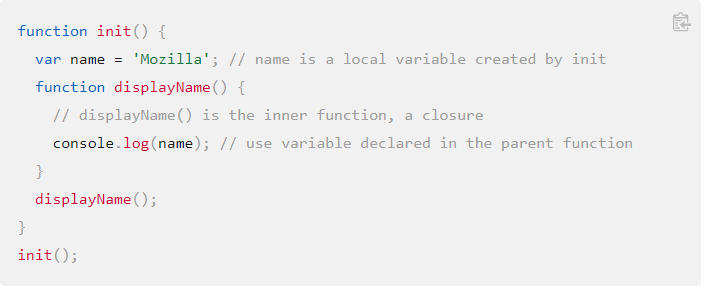 function init() {
  var name = 'Mozilla'; // name is a local variable created by init
  function displayName() {
    // displayName() is the inner function, a closure
    console.log(name); // use variable declared in the parent function
  }
  displayName();
}
init();